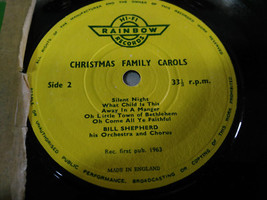 HI-FI
RAINBOW
RECORDS
CHRISTMAS FAMILY CAROLS
Side 2
33⅓ r.p.m.
Silent Night
What Child Is This
Away In A Manger
Oh Little Town of Bethlehem
Oh Come All Ye Faithful
BILL SHEPHERD
his Orchestra and Chorus
Rec. first pub. 1962
MADE IN ENGLAND
UNAUTHORISED PUBLIC PERFORMANCE, BROADCASTING OR COPYING OF THIS